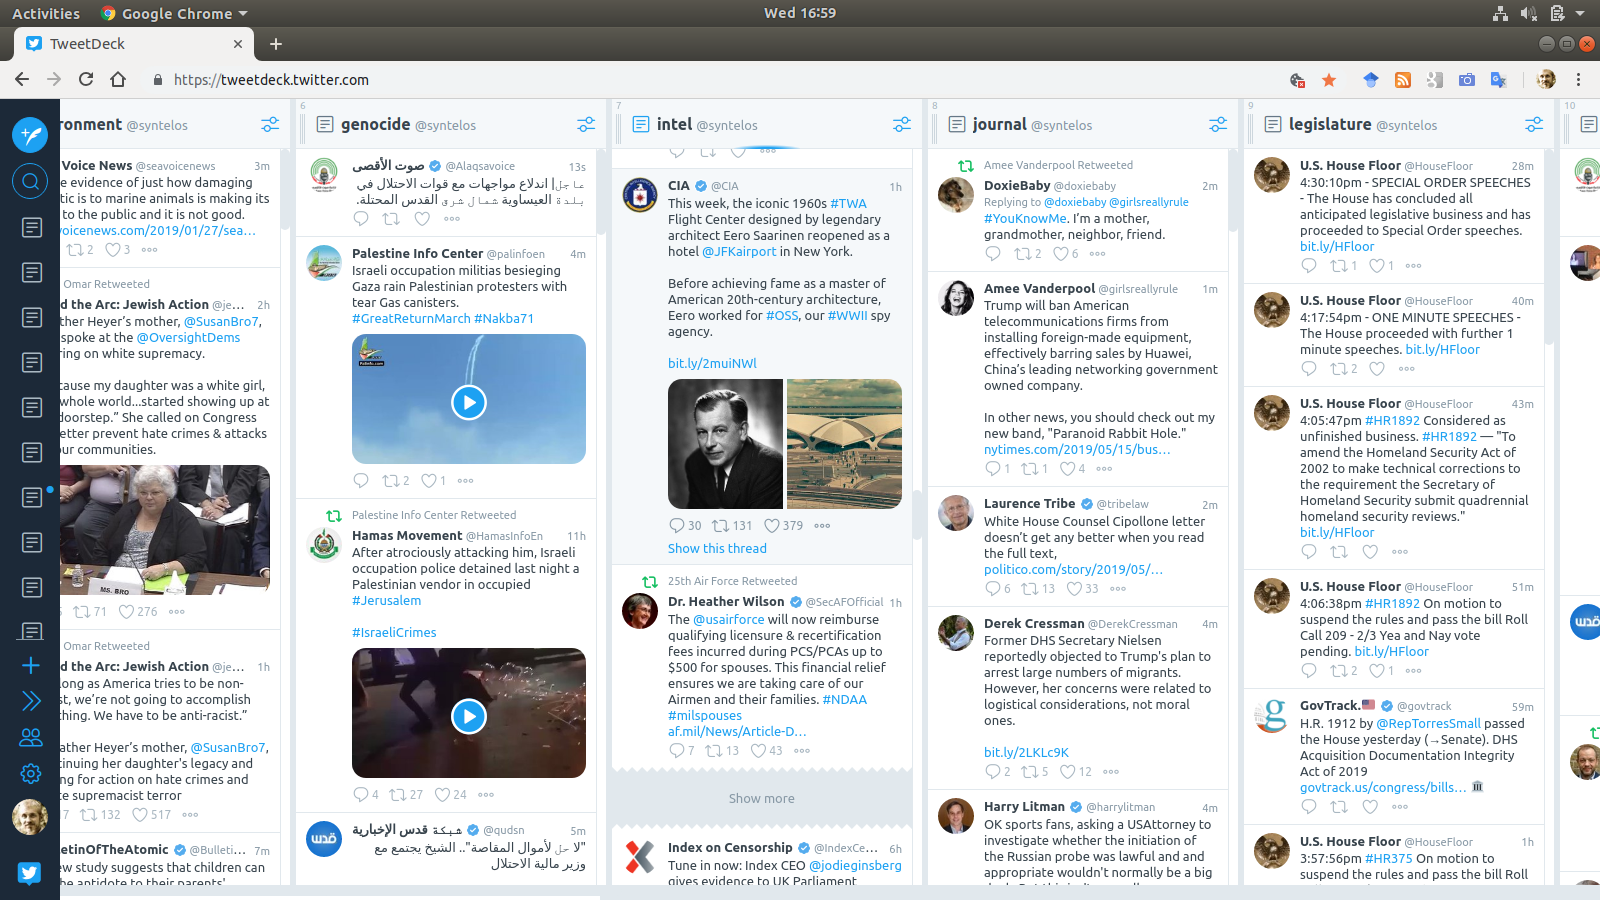 Activities
Google Chrome
Wed 16:59
TweetDeck
https://tweetdeck.twitter.com
ronment @syntelos
Voice News @seavoicenews 3m
e evidence of just how damaging
tic is to marine animals is making its
to the public and it is not good.
voicenews.com/2019/01/27/sea…
2 3
Omar Retweeted
d the Arc: Jewish Action @je… 2h
ther Heyer’s mother, @SusanBro7,
spoke at the @OversightDems
ring on white supremacy.
cause my daughter was a white girl,
whole world...started showing up at
doorstep.” She called on Congress
etter prevent hate crimes & attacks
ur communities.
MS. BRO
71 276
Omar Retweeted
d the Arc: Jewish Action @je… 1h
long as America tries to be non-
st, we’re not going to accomplish
thing. We have to be anti-racist.”
ather Heyer’s mother, @SusanBro7,
tinuing her daughter's legacy and
ng for action on hate crimes and
te supremacist terror
7 132 517
etinOfTheAtomic @Bulleti… 7m
ew study suggests that children can
the antidote to their parents'
6
genocide @syntelos
صوت الأقصى @Alaqsavoice 13s
عاجل| اندلاع مواجهات مع قوات الاحتلال في
بلدة العيساوية شمال شرق القدس المحتلة.
Palestine Info Center @palinfoen 4m
Israeli occupation militias besieging
Gaza rain Palestinian protesters with
tear Gas canisters.
#GreatReturnMarch #Nakba71
2 1
Palestine Info Center Retweeted
Hamas Movement @HamasInfoEn 11h
After atrociously attacking him, Israeli
occupation police detained last night a
Palestinian vendor in occupied
#Jerusalem
#IsraeliCrimes
4 27 24
شبكة قدس الإخبارية @qudsn 5m
"لا حل لأموال المقاصة".. الشيخ يجتمع مع
وزير مالية الاحتلال
7
intel @syntelos
CIA @CIA 1h
This week, the iconic 1960s #TWA
Flight Center designed by legendary
architect Eero Saarinen reopened as a
hotel @JFKairport in New York.
Before achieving fame as a master of
American 20th-century architecture,
Eero worked for #OSS, our #WWII spy
agency.
bit.ly/2muiNWl
30 131 379
Show this thread
25th Air Force Retweeted
Dr. Heather Wilson @SecAFOfficial 1h
The @usairforce will now reimburse
qualifying licensure & recertification
fees incurred during PCS/PCAs up to
$500 for spouses. This financial relief
ensures we are taking care of our
Airmen and their families. #NDAA
#milspouses
af.mil/News/Article-D…
7 13 43
Show more
Index on Censorship @IndexCe… 6h
Tune in now: Index CEO @jodieginsberg
gives evidence to UK Parliament
8
journal @syntelos
Amee Vanderpool Retweeted
DoxieBaby @doxiebaby 2m
Replying to @doxiebaby @girlsreallyrule
#YouKnowMe. I’m a mother,
grandmother, neighbor, friend.
2 6
Amee Vanderpool @girlsreallyrule 1m
Trump will ban American
telecommunications firms from
installing foreign-made equipment,
effectively barring sales by Huawei,
China’s leading networking government
owned company.
In other news, you should check out my
new band, "Paranoid Rabbit Hole."
nytimes.com/2019/05/15/bus…
1 1 4
Laurence Tribe @tribelaw 2m
White House Counsel Cipollone letter
doesn’t get any better when you read
the full text,
politico.com/story/2019/05/…
6 13 33
Derek Cressman @DerekCressman 4m
Former DHS Secretary Nielsen
reportedly objected to Trump's plan to
arrest large numbers of migrants.
However, her concerns were related to
logistical considerations, not moral
ones.
bit.ly/2LKLc9K
2 5 12
Harry Litman @harrylitman 4m
OK sports fans, asking a USAttorney to
investigate whether the initiation of
the Russian probe was lawful and and
appropriate wouldn't normally be a big
9
legislature @syntelos
U.S. House Floor @HouseFloor 28m
4:30:10pm - SPECIAL ORDER SPEECHES
- The House has concluded all
anticipated legislative business and has
proceeded to Special Order speeches.
bit.ly/HFloor
1 1
U.S. House Floor @HouseFloor 40m
4:17:54pm - ONE MINUTE SPEECHES -
The House proceeded with further 1
minute speeches. bit.ly/HFloor
2
U.S. House Floor @HouseFloor 43m
4:05:47pm #HR1892 Considered as
unfinished business. #HR1892 — "To
amend the Homeland Security Act of
2002 to make technical corrections to
the requirement the Secretary of
Homeland Security submit quadrennial
homeland security reviews."
bit.ly/HFloor
U.S. House Floor @HouseFloor 51m
4:06:38pm #HR1892 On motion to
suspend the rules and pass the bill Roll
Call 209 - 2/3 Yea and Nay vote
pending. bit.ly/HFloor
2 1
GovTrack. @govtrack 59m
H.R. 1912 by @RepTorresSmall passed
the House yesterday (→Senate). DHS
Acquisition Documentation Integrity
Act of 2019
govtrack.us/congress/bills…
U.S. House Floor @HouseFloor 1h
3:57:56pm #HR375 On motion to
suspend the rules and pass the bill Roll
10